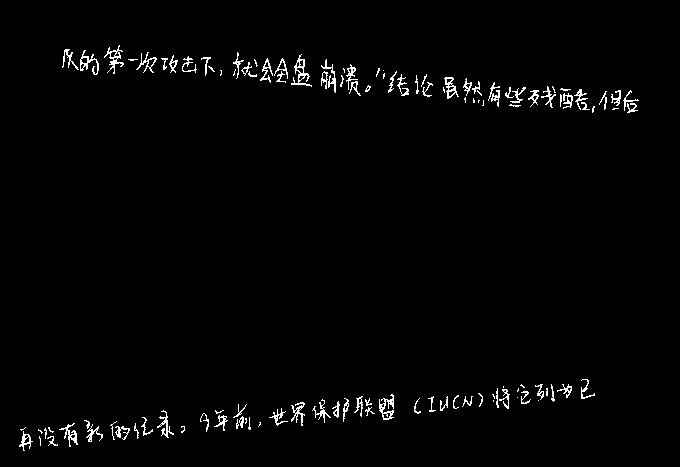 队的第一次攻击下，就会全盘崩溃。”结论虽然有些残酷，但后
再没有新的纪录。9年前，世界保护联盟（IUCN）将它列为已